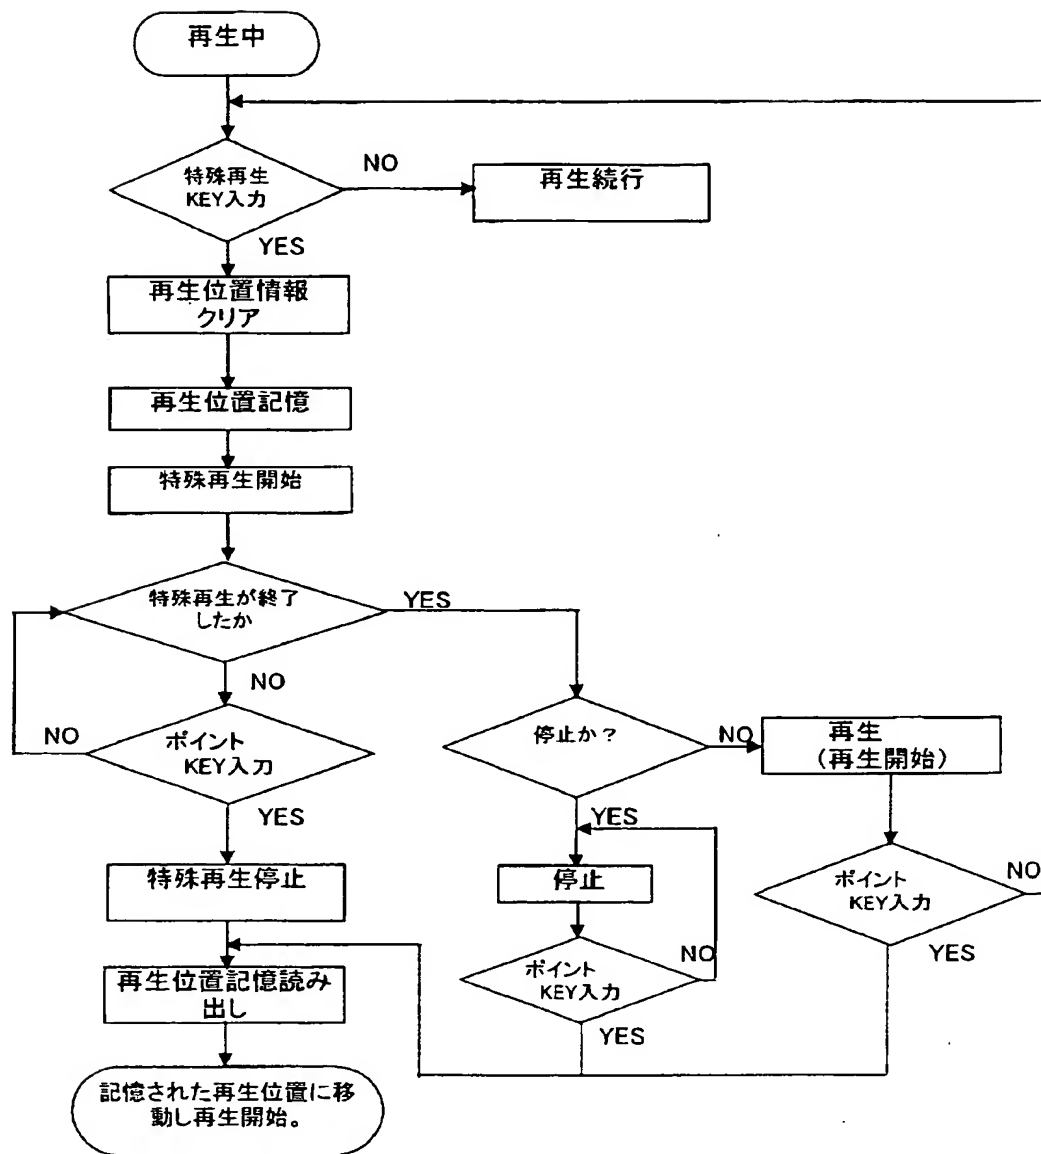 再生中
特殊再生
KEY入力
NO
再生続行
YES
再生位置情報
クリア
再生位置記憶
特殊再生開始
特殊再生が終了
したか
YES
NO
ポイント
KEY入力
NO
YES
停止か？
NO
再生
(再生開始)
YES
停止
ポイント
KEY入力
NO
YES
ポイント
KEY入力
NO
YES
特殊再生停止
再生位置記憶読み
出し
記憶された再生位置に移
動し再生開始。